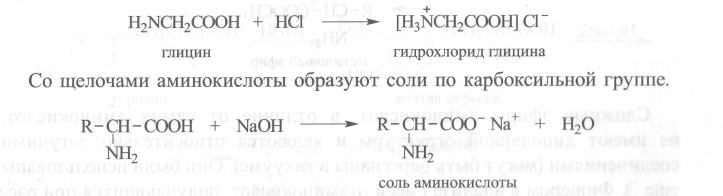 H₂NCH₂COOH + HCl ⟶ [H₃N⁺CH₂COOH] Cl⁻
глицин гидрохлорид глицина
Со щелочами аминокислоты образуют соли по карбоксильной группе.
R−CH−COOH + NaOH ⟶ R−CH−COO⁻ Na⁺ + H₂O
NH₂ NH₂
соль аминокислоты